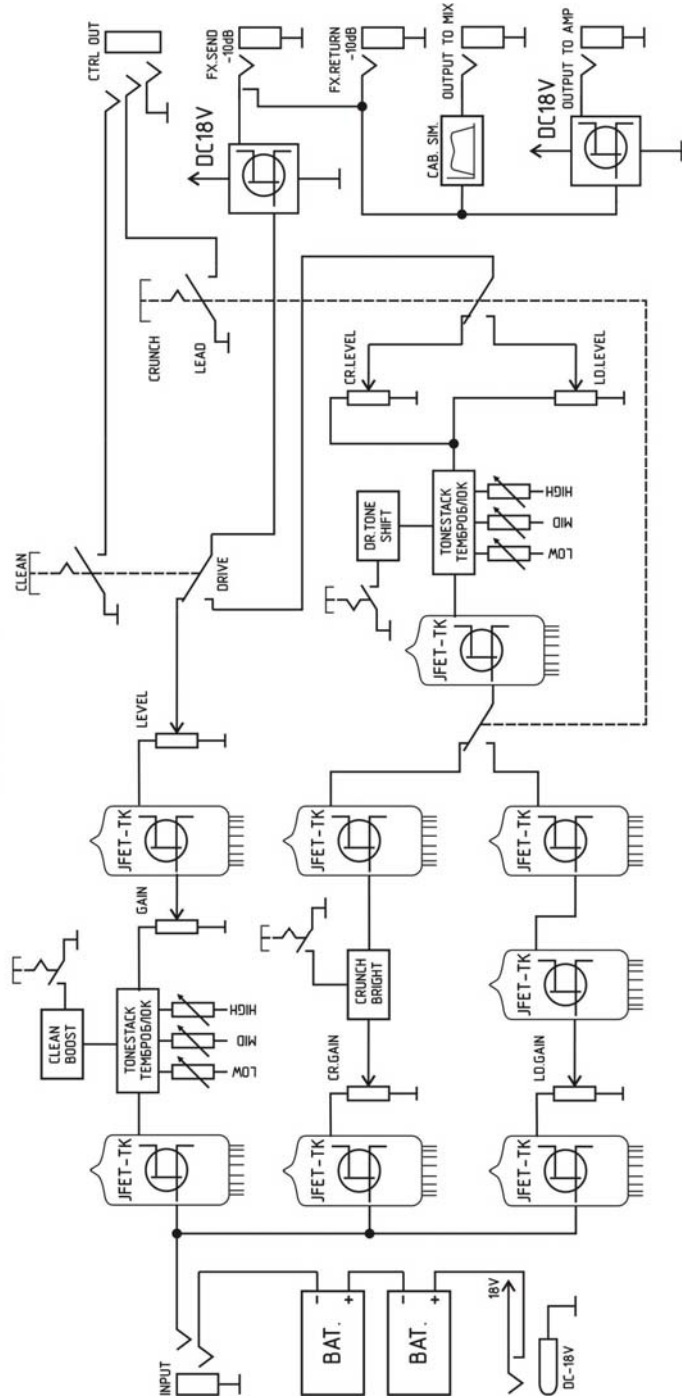 INPUT
BAT.
-
+
BAT.
-
+
18V
DC-18V
JFET-TK
CLEAN
BOOST
TONESTACK
ТЕМБРОБЛОК
LOW
MID
HIGH
GAIN
JFET-TK
LEVEL
CLEAN
DRIVE
CRUNCH
LEAD
CTRL OUT
DC18V
FX.SEND
-10dB
FX.RETURN
-10dB
CAB. SIM.
OUTPUT TO MIX
DC18V
OUTPUT TO AMP
JFET-TK
CR.GAIN
CRUNCH
BRIGHT
JFET-TK
JFET-TK
LD.GAIN
JFET-TK
JFET-TK
JFET-TK
DR.TONE
SHIFT
TONESTACK
ТЕМБРОБЛОК
LOW
MID
HIGH
CR.LEVEL
LD.LEVEL